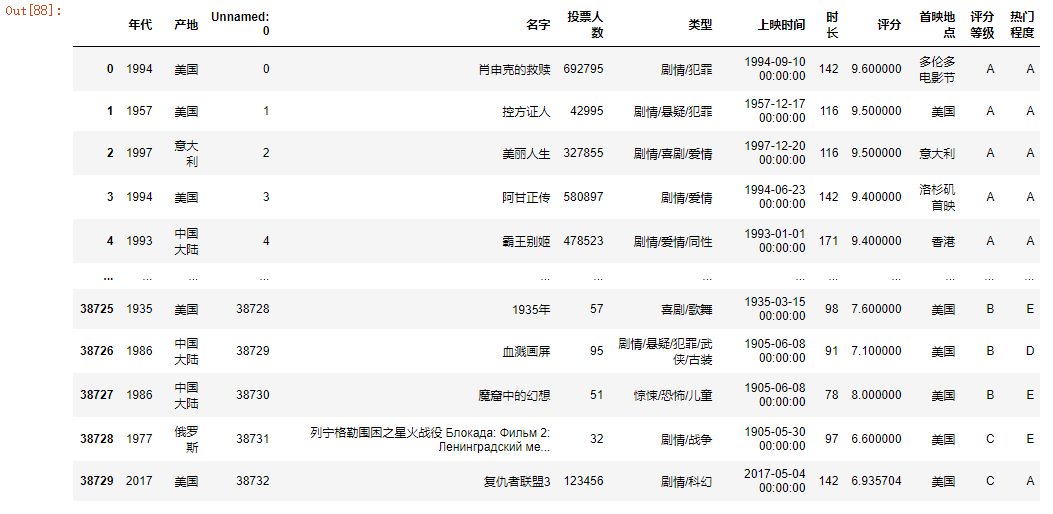 Out[88]:
年代 产地 Unnamed: 0 名字 投票人数 类型 上映时间 时长 评分 首映地点 评分等级 热门程度
0 1994 美国 0 肖申克的救赎 692795 剧情/犯罪 1994-09-10 00:00:00 142 9.600000 多伦多电影节 A A
1 1957 美国 1 控方证人 42995 剧情/悬疑/犯罪 1957-12-17 00:00:00 116 9.500000 美国 A A
2 1997 意大利 2 美丽人生 327855 剧情/喜剧/爱情 1997-12-20 00:00:00 116 9.500000 意大利 A A
3 1994 美国 3 阿甘正传 580897 剧情/爱情 1994-06-23 00:00:00 142 9.400000 洛杉矶首映 A A
4 1993 中国大陆 4 霸王别姬 478523 剧情/爱情/同性 1993-01-01 00:00:00 171 9.400000 香港 A A
... ... ... ... ... ... ... ... ... ... ... ... ...
38725 1935 美国 38728 1935年 57 喜剧/歌舞 1935-03-15 00:00:00 98 7.600000 美国 B E
38726 1986 中国大陆 38729 血溅画屏 95 剧情/悬疑/犯罪/武侠/古装 1905-06-08 00:00:00 91 7.100000 美国 B D
38727 1986 中国大陆 38730 魔窟中的幻想 51 惊悚/恐怖/儿童 1905-06-08 00:00:00 78 8.000000 美国 B E
38728 1977 俄罗斯 38731 列宁格勒围困之星火战役 Блокада: Фильм 2: Ленинградский ме... 32 剧情/战争 1905-05-30 00:00:00 97 6.600000 美国 C E
38729 2017 美国 38732 复仇者联盟3 123456 剧情/科幻 2017-05-04 00:00:00 142 6.935704 美国 C A